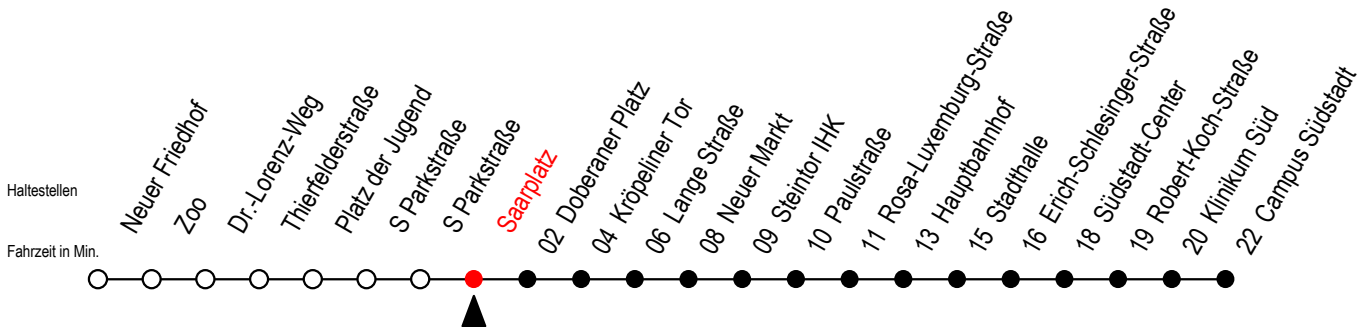 Haltestellen
Fahrzeit in Min.
Neuer Friedhof
Zoo
Dr.-Lorenz-Weg
Thierfelderstraße
Platz der Jugend
S Parkstraße
S Parkstraße
Saarplatz
02 Doberaner Platz
04 Kröpeliner Tor
06 Lange Straße
08 Neuer Markt
09 Steintor IHK
10 Paulstraße
11 Rosa-Luxemburg-Straße
13 Hauptbahnhof
15 Stadthalle
16 Erich-Schlesinger-Straße
18 Südstadt-Center
19 Robert-Koch-Straße
20 Klinikum Süd
22 Campus Südstadt